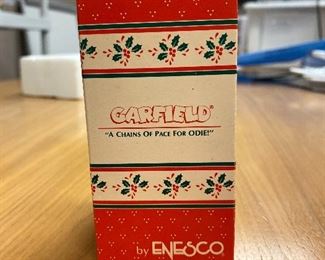 GARFIELD®
"A CHAINS OF PACE FOR ODIE!"
by ENESCO